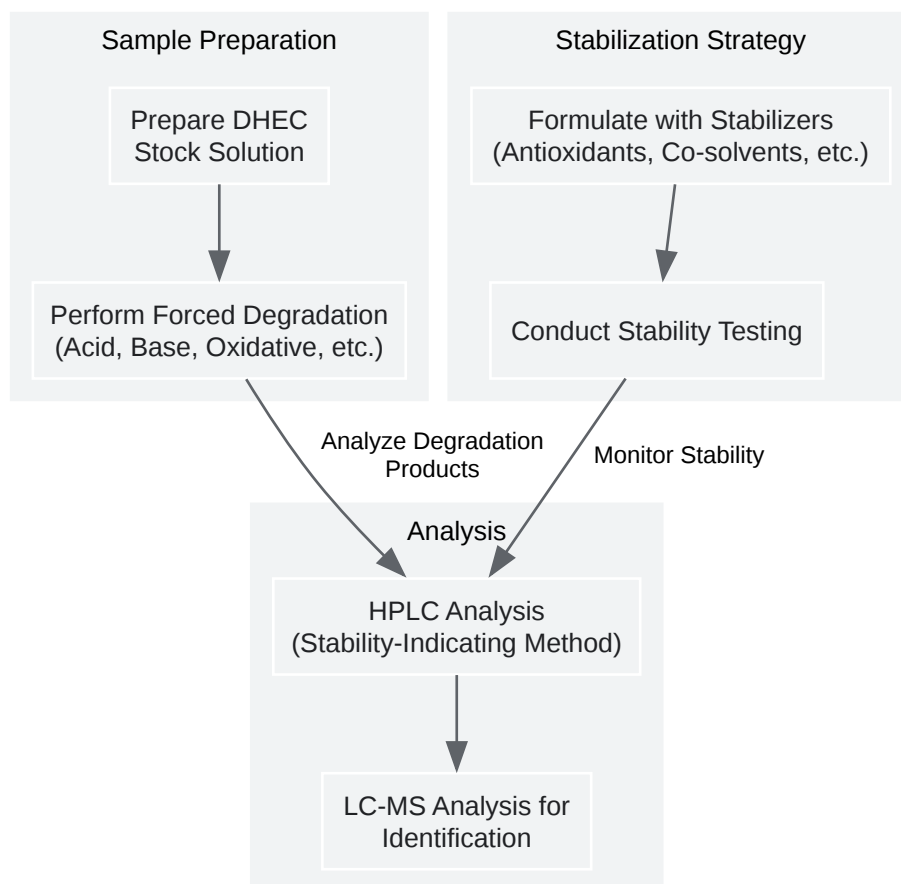 Sample Preparation
Prepare DHEC
Stock Solution
Perform Forced Degradation
(Acid, Base, Oxidative, etc.)
Stabilization Strategy
Formulate with Stabilizers
(Antioxidants, Co-solvents, etc.)
Conduct Stability Testing
Analyze Degradation
Products
Monitor Stability
Analysis
HPLC Analysis
(Stability-Indicating Method)
LC-MS Analysis for
Identification